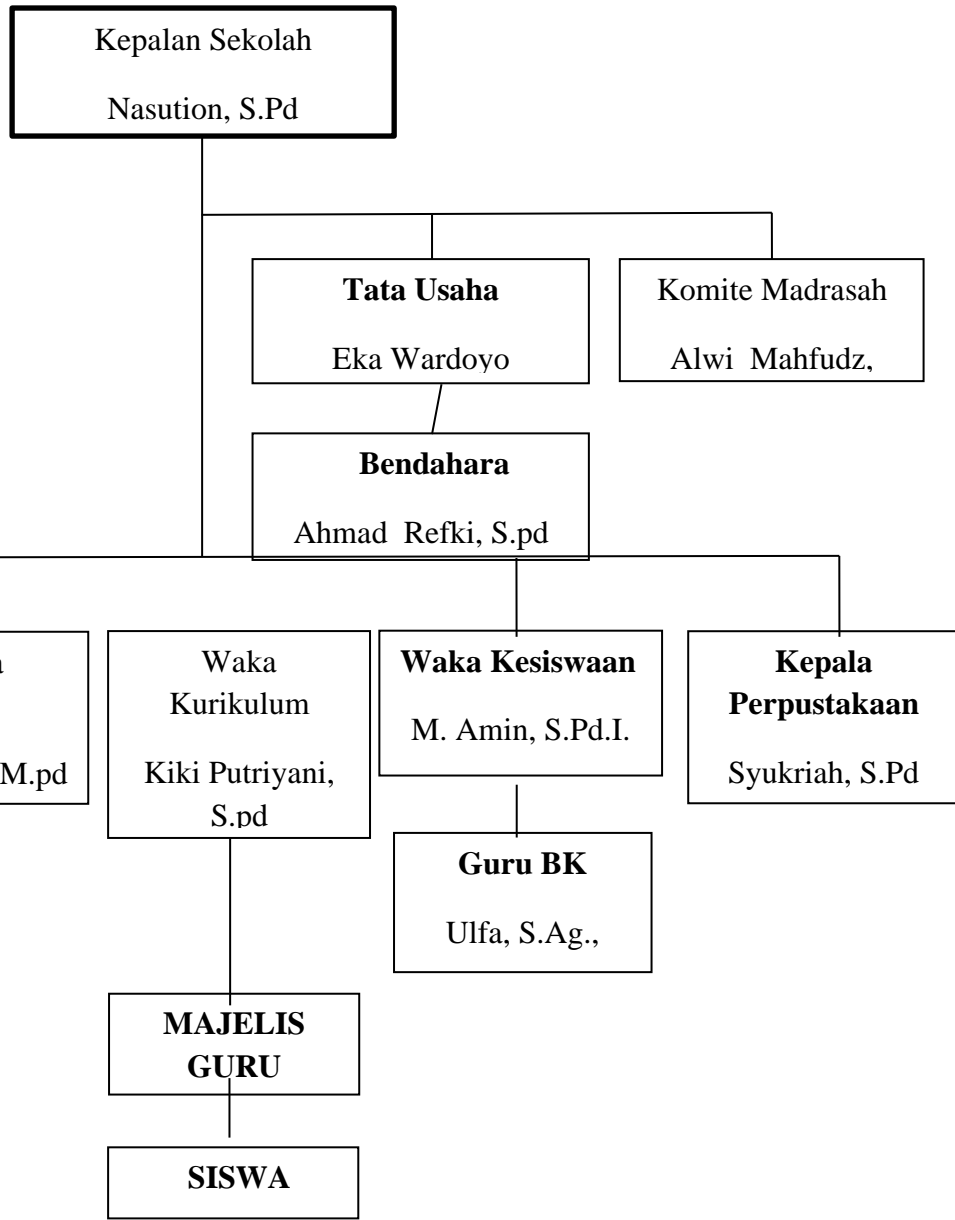 Kepalan Sekolah
Nasution, S.Pd
Tata Usaha
Eka Wardoyo
Komite Madrasah
Alwi Mahfudz,
Bendahara
Ahmad Refki, S.pd
M.pd
Waka
Kurikulum
Kiki Putriyani,
S.pd
Waka Kesiswaan
M. Amin, S.Pd.I.
Kepala
Perpustakaan
Syukriah, S.Pd
Guru BK
Ulfa, S.Ag.,
MAJELIS
GURU
SISWA